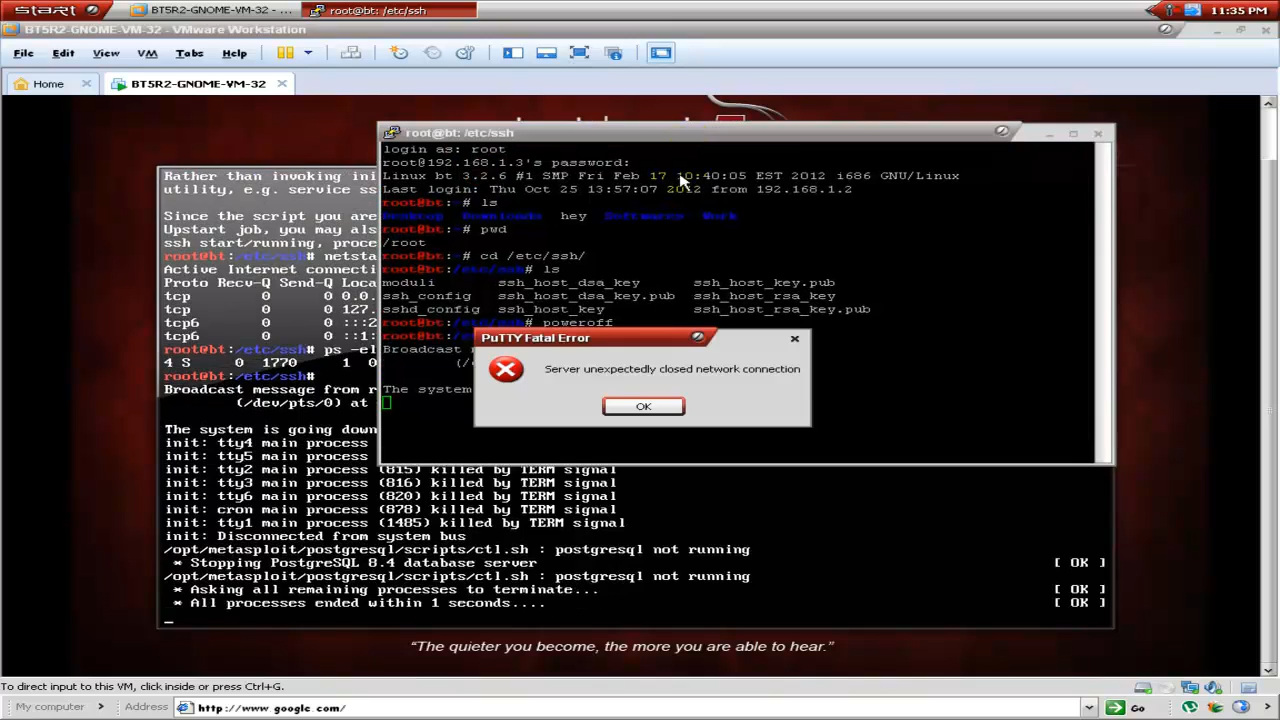 start
BT5R2-GNOME-VM-32 - ...
root@bt: /etc/ssh
11:35 PM
BT5R2-GNOME-VM-32 - VMware Workstation
File Edit View VM Tabs Help
Home
BT5R2-GNOME-VM-32
root@bt: /etc/ssh
login as: root
root@192.168.1.3's password:
Linux bt 3.2.6 #1 SMP Fri Feb 17 10:40:05 EST 2012 i686 GNU/Linux
Last login: Thu Oct 25 13:57:07 2012 from 192.168.1.2
root@bt:~# ls
Desktop Downloads hey Softwares Work
root@bt:~# pwd
/root
root@bt:~# cd /etc/ssh/
root@bt:/etc/ssh# ls
moduli ssh_host_dsa_key ssh_host_key.pub
ssh_config ssh_host_dsa_key.pub ssh_host_rsa_key
sshd_config ssh_host_key ssh_host_rsa_key.pub
root@bt:/etc/ssh# poweroff
Broadcast
(/
The system
PuTTY Fatal Error
Server unexpectedly closed network connection
OK
Rather than invoking ini
utility, e.g. service ss
Since the script you are
Upstart job, you may als
ssh start/running, proce
root@bt:/etc/ssh# netsta
Active Internet connecti
Proto Recv-Q Send-Q Loca
tcp 0 0 0.0.
tcp 0 0 127.
tcp6 0 0 :::2
tcp6 0 0 ::1:
root@bt:/etc/ssh# ps -el
4 S 0 1770 1 0
root@bt:/etc/ssh#
Broadcast message from r
(/dev/pts/0) at
The system is going down
init: tty4 main process
init: tty5 main process
init: tty2 main process (815) killed by TERM signal
init: tty3 main process (816) killed by TERM signal
init: tty6 main process (820) killed by TERM signal
init: cron main process (878) killed by TERM signal
init: tty1 main process (1485) killed by TERM signal
init: Disconnected from system bus
/opt/metasploit/postgresql/scripts/ctl.sh : postgresql not running
* Stopping PostgreSQL 8.4 database server [ OK ]
/opt/metasploit/postgresql/scripts/ctl.sh : postgresql not running
* Asking all remaining processes to terminate... [ OK ]
* All processes ended within 1 seconds.... [ OK ]
“The quieter you become, the more you are able to hear.”
To direct input to this VM, click inside or press Ctrl+G.
My computer
Address
http://www.google.com/
Go